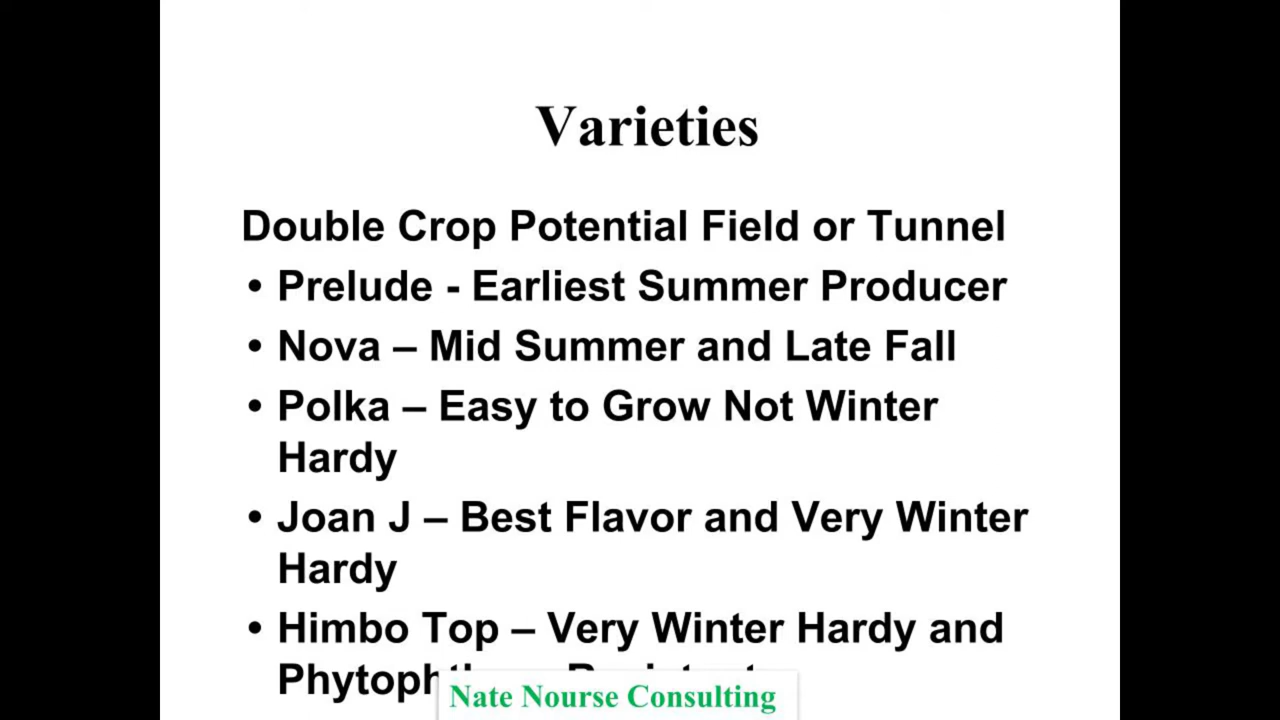 Varieties
Double Crop Potential Field or Tunnel
• Prelude - Earliest Summer Producer
• Nova – Mid Summer and Late Fall
• Polka – Easy to Grow Not Winter
Hardy
• Joan J – Best Flavor and Very Winter
Hardy
• Himbo Top – Very Winter Hardy and
Nate Nourse Consulting